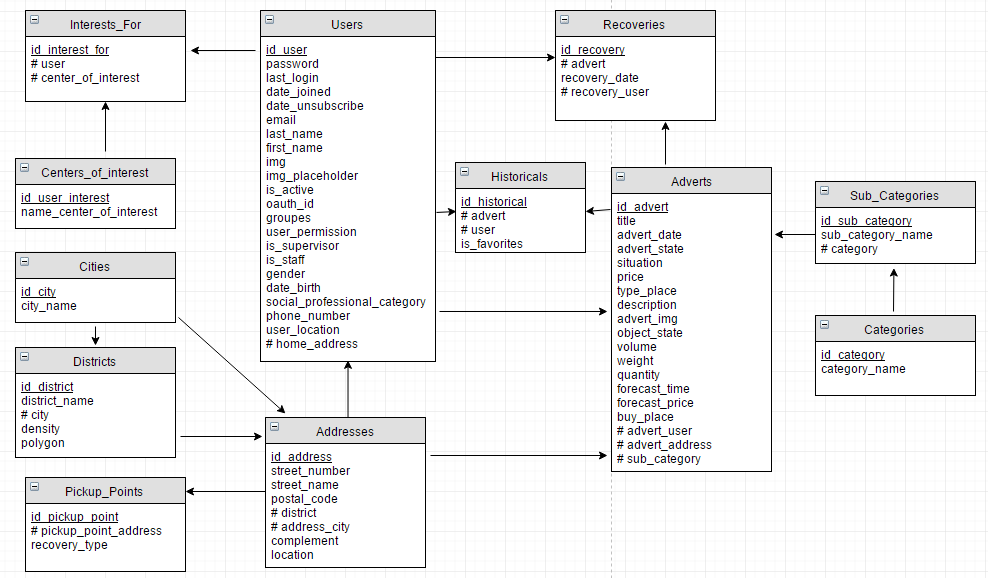 Interests_For
id_interest_for
# user
# center_of_interest
Users
id_user
password
last_login
date_joined
date_unsubscribe
email
last_name
first_name
img
img_placeholder
is_active
oauth_id
groupes
user_permission
is_supervisor
is_staff
gender
date_birth
social_professional_category
phone_number
user_location
# home_address
Recoveries
id_recovery
# advert
recovery_date
# recovery_user
Centers_of_interest
id_user_interest
name_center_of_interest
Historicals
id_historical
# advert
# user
is_favorites
Adverts
id_advert
title
advert_date
advert_state
situation
price
type_place
description
advert_img
object_state
volume
weight
quantity
forecast_time
forecast_price
buy_place
# advert_user
# advert_address
# sub_category
Sub_Categories
id_sub_category
sub_category_name
# category
Cities
id_city
city_name
Categories
id_category
category_name
Districts
id_district
district_name
# city
density
polygon
Addresses
id_address
street_number
street_name
postal_code
# district
# address_city
complement
location
Pickup_Points
id_pickup_point
# pickup_point_address
recovery_type